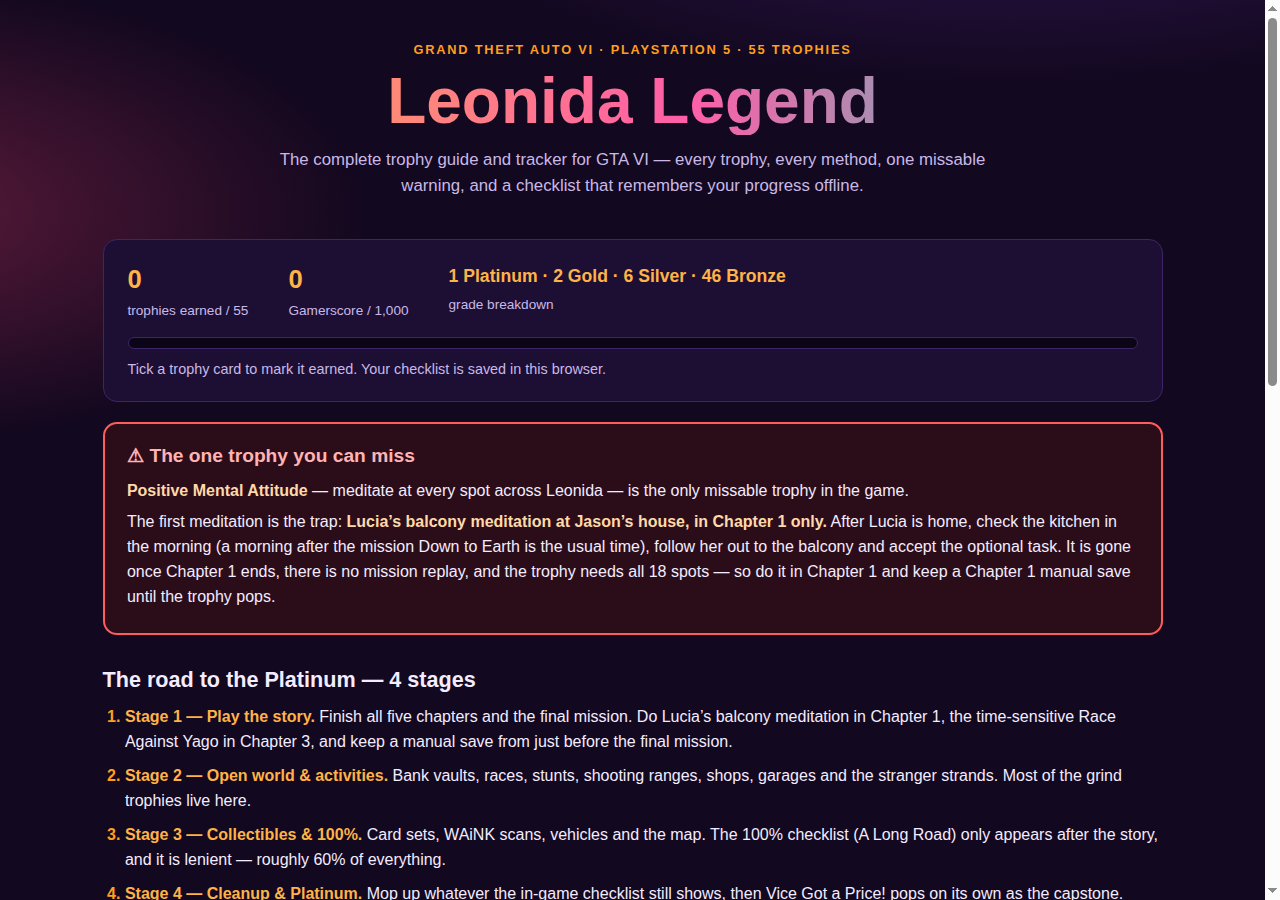 GRAND THEFT AUTO VI · PLAYSTATION 5 · 55 TROPHIES
Leonida Legend
The complete trophy guide and tracker for GTA VI — every trophy, every method, one missable
warning, and a checklist that remembers your progress offline.
0
trophies earned / 55
0
Gamerscore / 1,000
1 Platinum · 2 Gold · 6 Silver · 46 Bronze
grade breakdown
Tick a trophy card to mark it earned. Your checklist is saved in this browser.
⚠ The one trophy you can miss
Positive Mental Attitude — meditate at every spot across Leonida — is the only missable trophy in the game.
The first meditation is the trap: Lucia’s balcony meditation at Jason’s house, in Chapter 1 only. After Lucia is home, check the kitchen in
the morning (a morning after the mission Down to Earth is the usual time), follow her out to the balcony and accept the optional task. It is gone
once Chapter 1 ends, there is no mission replay, and the trophy needs all 18 spots — so do it in Chapter 1 and keep a Chapter 1 manual save
until the trophy pops.
The road to the Platinum — 4 stages
1. Stage 1 — Play the story. Finish all five chapters and the final mission. Do Lucia’s balcony meditation in Chapter 1, the time-sensitive Race
Against Yago in Chapter 3, and keep a manual save from just before the final mission.
2. Stage 2 — Open world & activities. Bank vaults, races, stunts, shooting ranges, shops, garages and the stranger strands. Most of the grind
trophies live here.
3. Stage 3 — Collectibles & 100%. Card sets, WAiNK scans, vehicles and the map. The 100% checklist (A Long Road) only appears after the story,
and it is lenient — roughly 60% of everything.
4. Stage 4 — Cleanup & Platinum. Mop up whatever the in-game checklist still shows, then Vice Got a Price! pops on its own as the capstone.